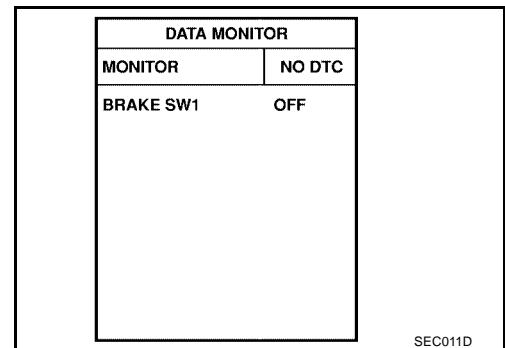 DATA MONITOR
MONITOR NO DTC
BRAKE SW1 OFF
SEC011D